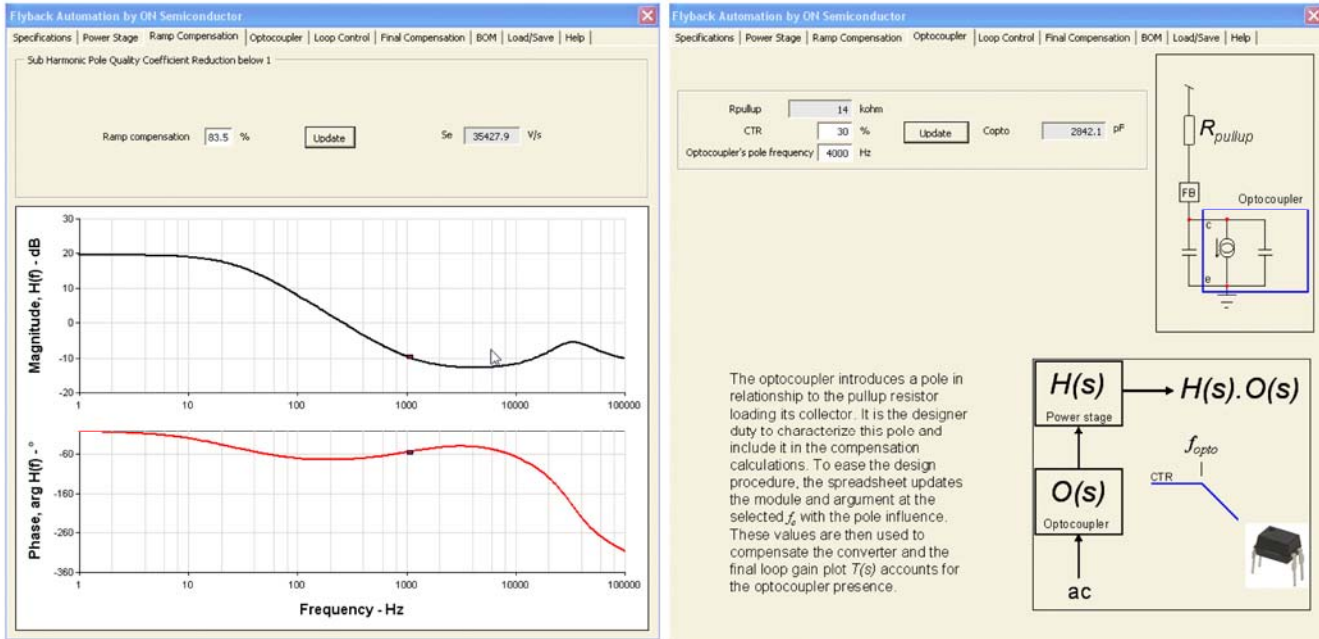 Flyback Automation by ON Semiconductor
Specifications | Power Stage | Ramp Compensation | Optocoupler | Loop Control | Final Compensation | BOM | Load/Save | Help |
Sub Harmonic Pole Quality Coefficient Reduction below 1
Ramp compensation 83.5 % Update Se 35427.9 V/s
30
20
10
0
-10
-20
Magnitude, H(f) - dB
1 10 100 1000 10000 100000
-60
-160
-260
-360
Phase, arg H(f) - °
1 10 100 1000 10000 100000
Frequency - Hz
Flyback Automation by ON Semiconductor
Specifications | Power Stage | Ramp Compensation | Optocoupler | Loop Control | Final Compensation | BOM | Load/Save | Help |
Rpullup 14 kohm
CTR 30 % Update Copto 2842.1 pF
Optocoupler's pole frequency 4000 Hz
Rpullup
FB
Optocoupler
c
e
The optocoupler introduces a pole in
relationship to the pullup resistor
loading its collector. It is the designer
duty to characterize this pole and
include it in the compensation
calculations. To ease the design
procedure, the spreadsheet updates
the module and argument at the
selected fc with the pole influence.
These values are then used to
compensate the converter and the
final loop gain plot T(s) accounts for
the optocoupler presence.
H(s)
Power stage
H(s).O(s)
fopto
CTR
O(s)
Optocoupler
ac